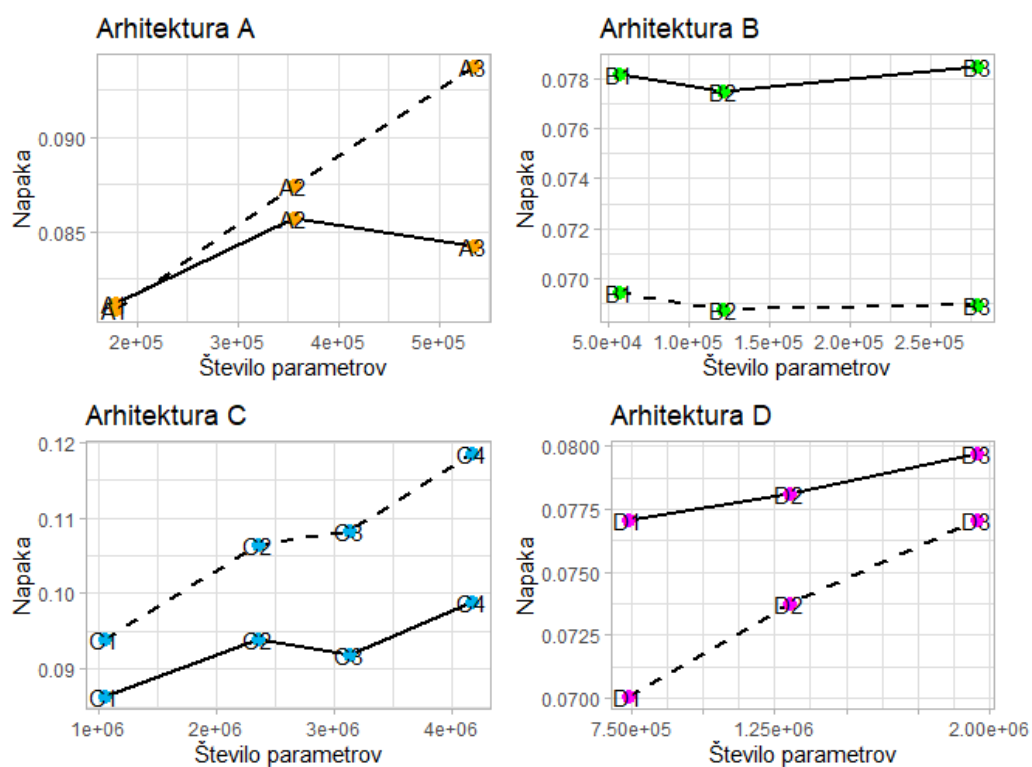 Arhitektura A
Napaka
0.090
0.085
A1
A1
A2
A2
A3
A3
2e+05
3e+05
4e+05
5e+05
Število parametrov
Arhitektura B
Napaka
0.078
0.076
0.074
0.072
0.070
B1
B2
B3
B1
B2
B3
5.0e+04
1.0e+05
1.5e+05
2.0e+05
2.5e+05
Število parametrov
Arhitektura C
Napaka
0.12
0.11
0.10
0.09
C1
C2
C3
C4
C1
C2
C3
C4
1e+06
2e+06
3e+06
4e+06
Število parametrov
Arhitektura D
Napaka
0.0800
0.0775
0.0750
0.0725
0.0700
D1
D2
D3
D1
D2
D3
7.50e+05
1.25e+06
2.00e+06
Število parametrov